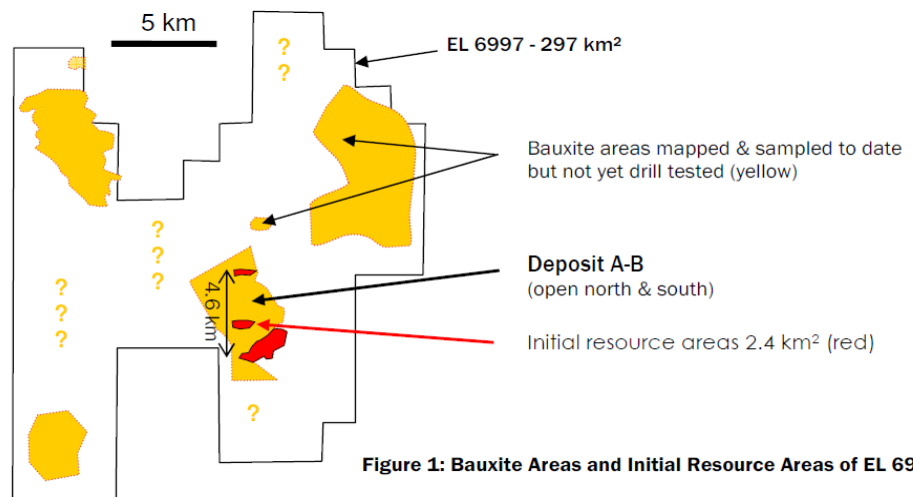 5 km
EL 6997 - 297 km²
?
?
Bauxite areas mapped & sampled to date
but not yet drill tested (yellow)
?
?
?
Deposit A-B
(open north & south)
4.6 km
?
?
?
Initial resource areas 2.4 km² (red)
?
Figure 1: Bauxite Areas and Initial Resource Areas of EL 69